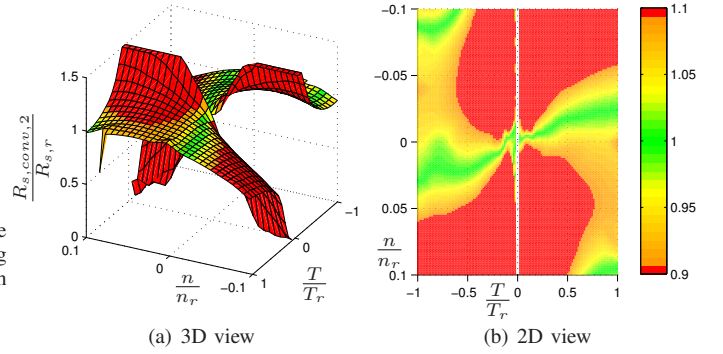 1.5
1
0.5
0
R_{s,conv,2}
R_{s,r}
0.1
0
-0.1
n
n_r
1
0
-1
T
T_r
(a) 3D view
-0.1
-0.05
0
0.05
0.1
n
n_r
-1
-0.5
0
0.5
1
T
T_r
1.1
1.05
1
0.95
0.9
(b) 2D view